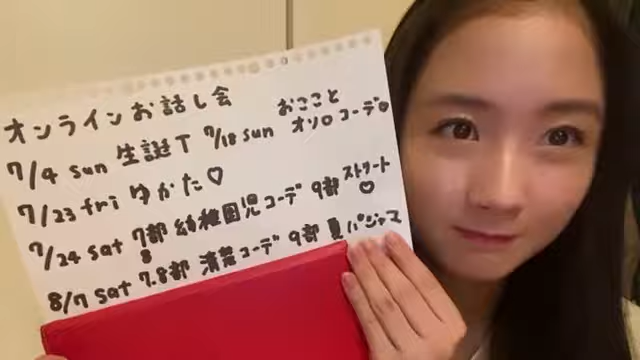 オンラインお話し会
7/4 sun 生誕T 7/18 sun おこことオソロコーデ
7/23 fri ゆかた♡
7/24 sat 7.8部 幼稚園児コーデ 9部 ストリート♡
8/7 sat 7.8部 清楚コーデ 9部 夏パジャマ